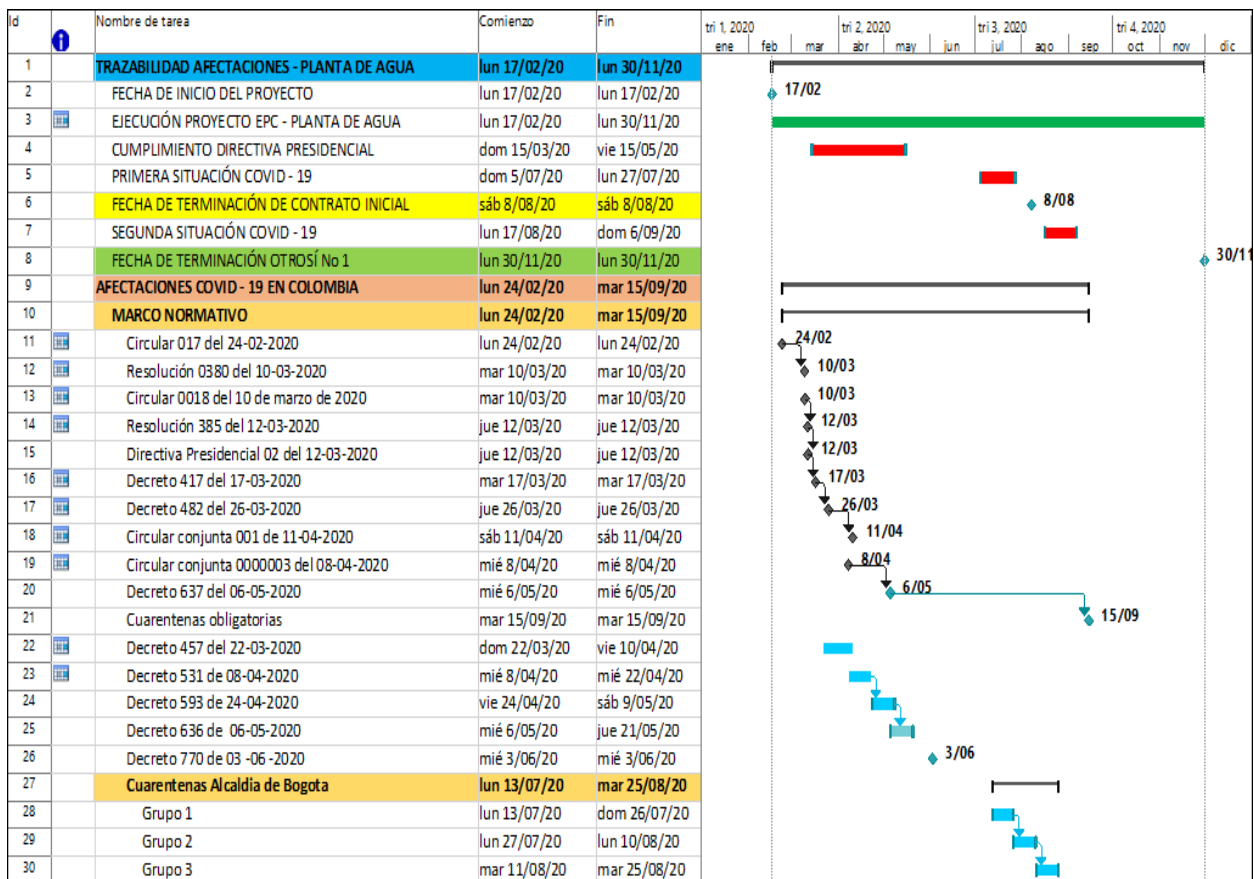 Id Nombre de tarea Comienzo Fin tri 1, 2020 tri 2, 2020 tri 3, 2020 tri 4, 2020
ene feb mar abr may jun jul ago sep oct nov dic
1 TRAZABILIDAD AFECTACIONES - PLANTA DE AGUA lun 17/02/20 lun 30/11/20
2 FECHA DE INICIO DEL PROYECTO lun 17/02/20 lun 17/02/20 17/02
3 EJECUCIÓN PROYECTO EPC - PLANTA DE AGUA lun 17/02/20 lun 30/11/20
4 CUMPLIMIENTO DIRECTIVA PRESIDENCIAL dom 15/03/20 vie 15/05/20
5 PRIMERA SITUACIÓN COVID - 19 dom 5/07/20 lun 27/07/20
6 FECHA DE TERMINACIÓN DE CONTRATO INICIAL sáb 8/08/20 sáb 8/08/20 8/08
7 SEGUNDA SITUACIÓN COVID - 19 lun 17/08/20 dom 6/09/20
8 FECHA DE TERMINACIÓN OTROSÍ No 1 lun 30/11/20 lun 30/11/20 30/11
9 AFECTACIONES COVID - 19 EN COLOMBIA lun 24/02/20 mar 15/09/20
10 MARCO NORMATIVO lun 24/02/20 mar 15/09/20
11 Circular 017 del 24-02-2020 lun 24/02/20 lun 24/02/20 24/02
12 Resolución 0380 del 10-03-2020 mar 10/03/20 mar 10/03/20 10/03
13 Circular 0018 del 10 de marzo de 2020 mar 10/03/20 mar 10/03/20 10/03
14 Resolución 385 del 12-03-2020 jue 12/03/20 jue 12/03/20 12/03
15 Directiva Presidencial 02 del 12-03-2020 jue 12/03/20 jue 12/03/20 12/03
16 Decreto 417 del 17-03-2020 mar 17/03/20 mar 17/03/20 17/03
17 Decreto 482 del 26-03-2020 jue 26/03/20 jue 26/03/20 26/03
18 Circular conjunta 001 de 11-04-2020 sáb 11/04/20 sáb 11/04/20 11/04
19 Circular conjunta 0000003 del 08-04-2020 mié 8/04/20 mié 8/04/20 8/04
20 Decreto 637 del 06-05-2020 mié 6/05/20 mié 6/05/20 6/05
21 Cuarentenas obligatorias mar 15/09/20 mar 15/09/20 15/09
22 Decreto 457 del 22-03-2020 dom 22/03/20 vie 10/04/20
23 Decreto 531 de 08-04-2020 mié 8/04/20 mié 22/04/20
24 Decreto 593 de 24-04-2020 vie 24/04/20 sáb 9/05/20
25 Decreto 636 de 06-05-2020 mié 6/05/20 jue 21/05/20
26 Decreto 770 de 03 -06 -2020 mié 3/06/20 mié 3/06/20 3/06
27 Cuarentenas Alcaldia de Bogota lun 13/07/20 mar 25/08/20
28 Grupo 1 lun 13/07/20 dom 26/07/20
29 Grupo 2 lun 27/07/20 lun 10/08/20
30 Grupo 3 mar 11/08/20 mar 25/08/20